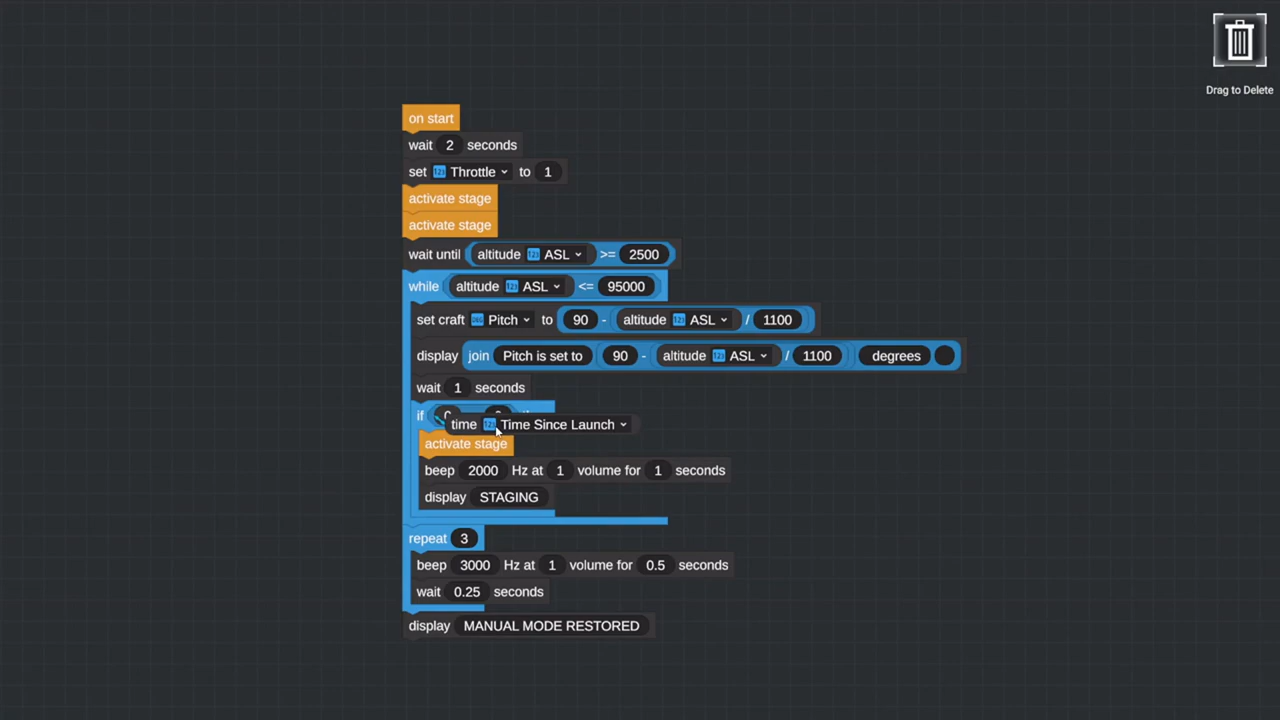 Drag to Delete
on start
wait 2 seconds
set Throttle to 1
activate stage
activate stage
wait until altitude ASL >= 2500
while altitude ASL <= 95000
set craft Pitch to 90 - altitude ASL / 1100
display join Pitch is set to 90 - altitude ASL / 1100 degrees
wait 1 seconds
if
time Time Since Launch
activate stage
beep 2000 Hz at 1 volume for 1 seconds
display STAGING
repeat 3
beep 3000 Hz at 1 volume for 0.5 seconds
wait 0.25 seconds
display MANUAL MODE RESTORED